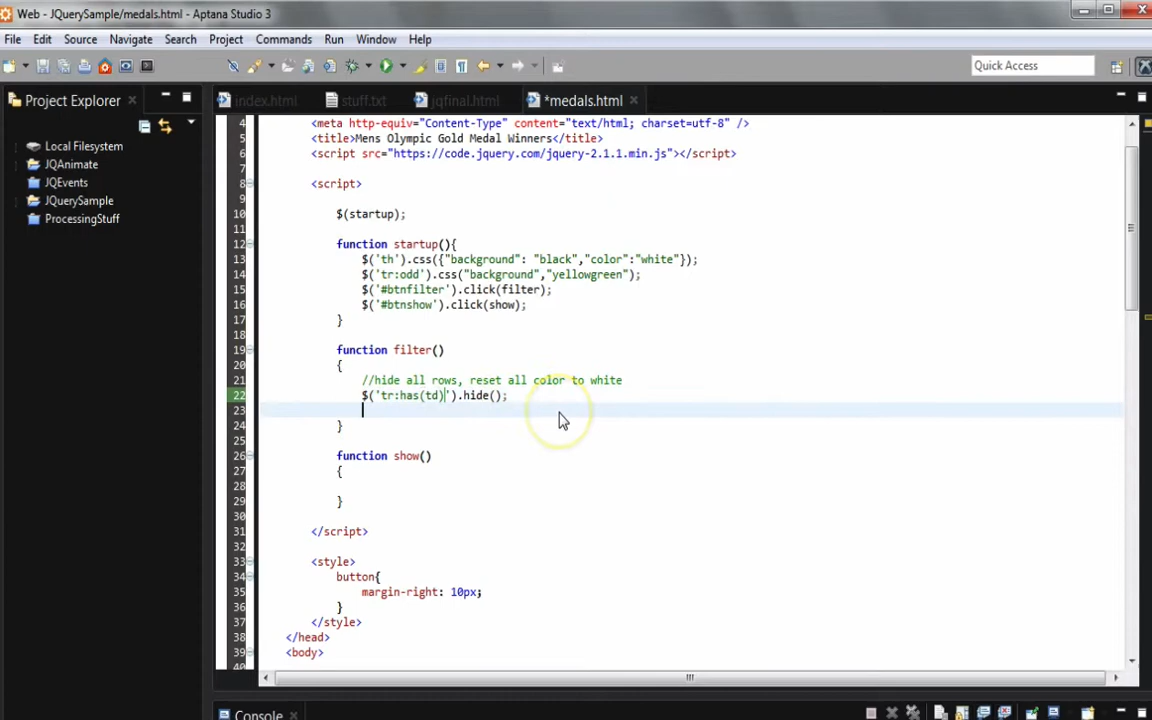 Web - JQuerySample/medals.html - Aptana Studio 3
File Edit Source Navigate Search Project Commands Run Window Help
Quick Access
Project Explorer
index.html stuff.txt jqfinal.html *medals.html
Local Filesystem
JQAnimate
JQEvents
JQuerySample
ProcessingStuff
4 <meta http-equiv="Content-Type" content="text/html; charset=utf-8" />
5 <title>Mens Olympic Gold Medal Winners</title>
6 <script src="https://code.jquery.com/jquery-2.1.1.min.js"></script>
7
8 <script>
9
10 $(startup);
11
12 function startup(){
13 $('th').css({"background": "black","color":"white"});
14 $('tr:odd').css("background","yellowgreen");
15 $('#btnfilter').click(filter);
16 $('#btnshow').click(show);
17 }
18
19 function filter()
20 {
21 //hide all rows, reset all color to white
22 $('tr:has(td)').hide();
23
24 }
25
26 function show()
27 {
28
29 }
30
31 </script>
32
33 <style>
34 button{
35 margin-right: 10px;
36 }
37 </style>
38 </head>
39 <body>
40
Console